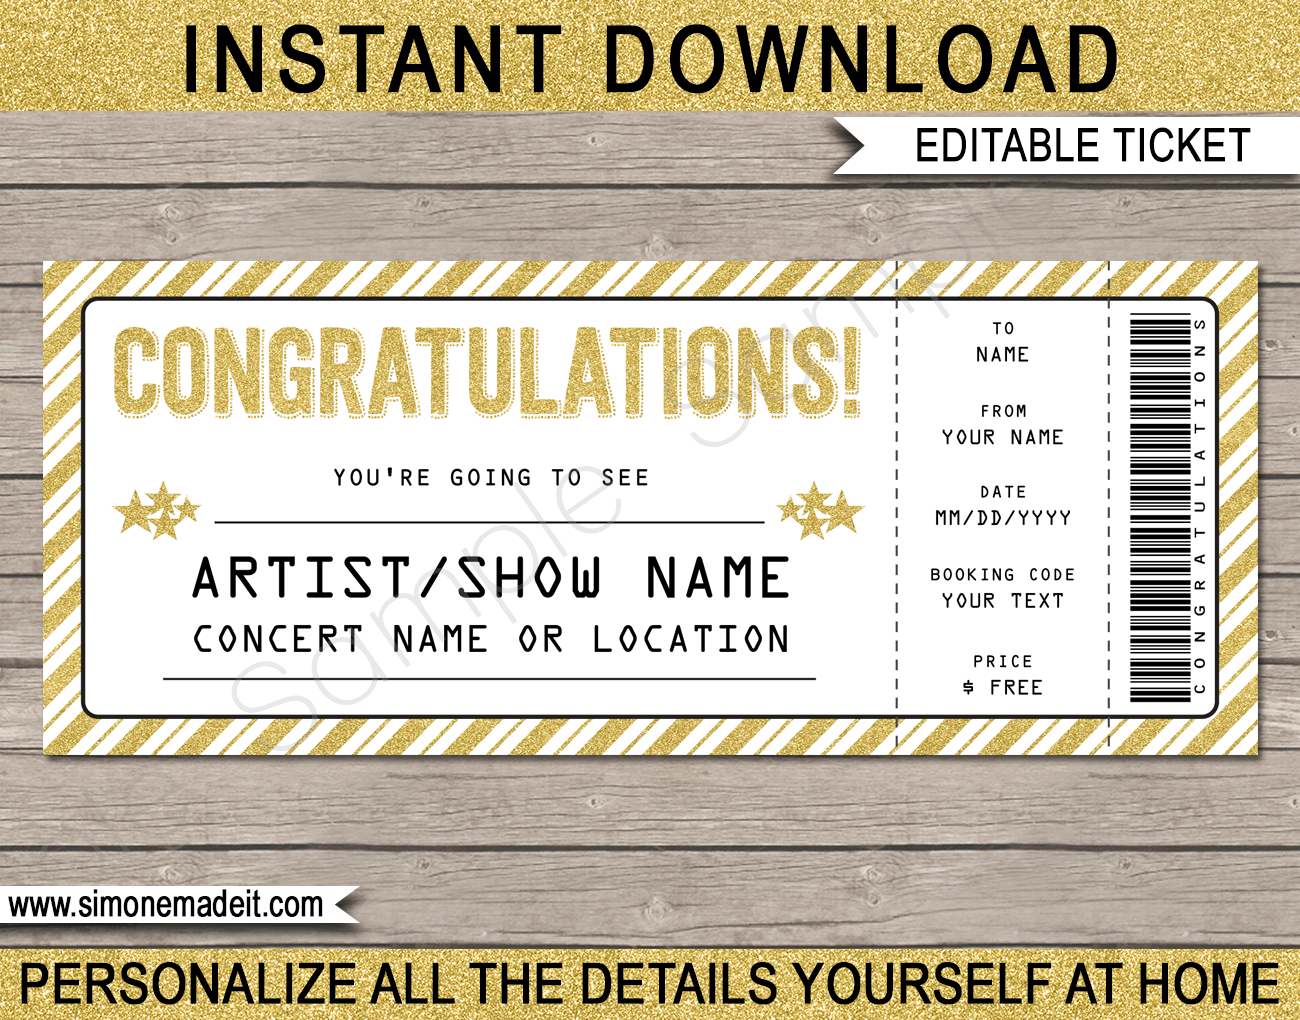 INSTANT DOWNLOAD
EDITABLE TICKET
CONGRATULATIONS!
YOU'RE GOING TO SEE
ARTIST/SHOW NAME
CONCERT NAME OR LOCATION
TO
NAME
FROM
YOUR NAME
DATE
MM/DD/YYYY
BOOKING CODE
YOUR TEXT
PRICE
$ FREE
CONGRATULATIONS
Sample Sample
www.simonemadeit.com
PERSONALIZE ALL THE DETAILS YOURSELF AT HOME